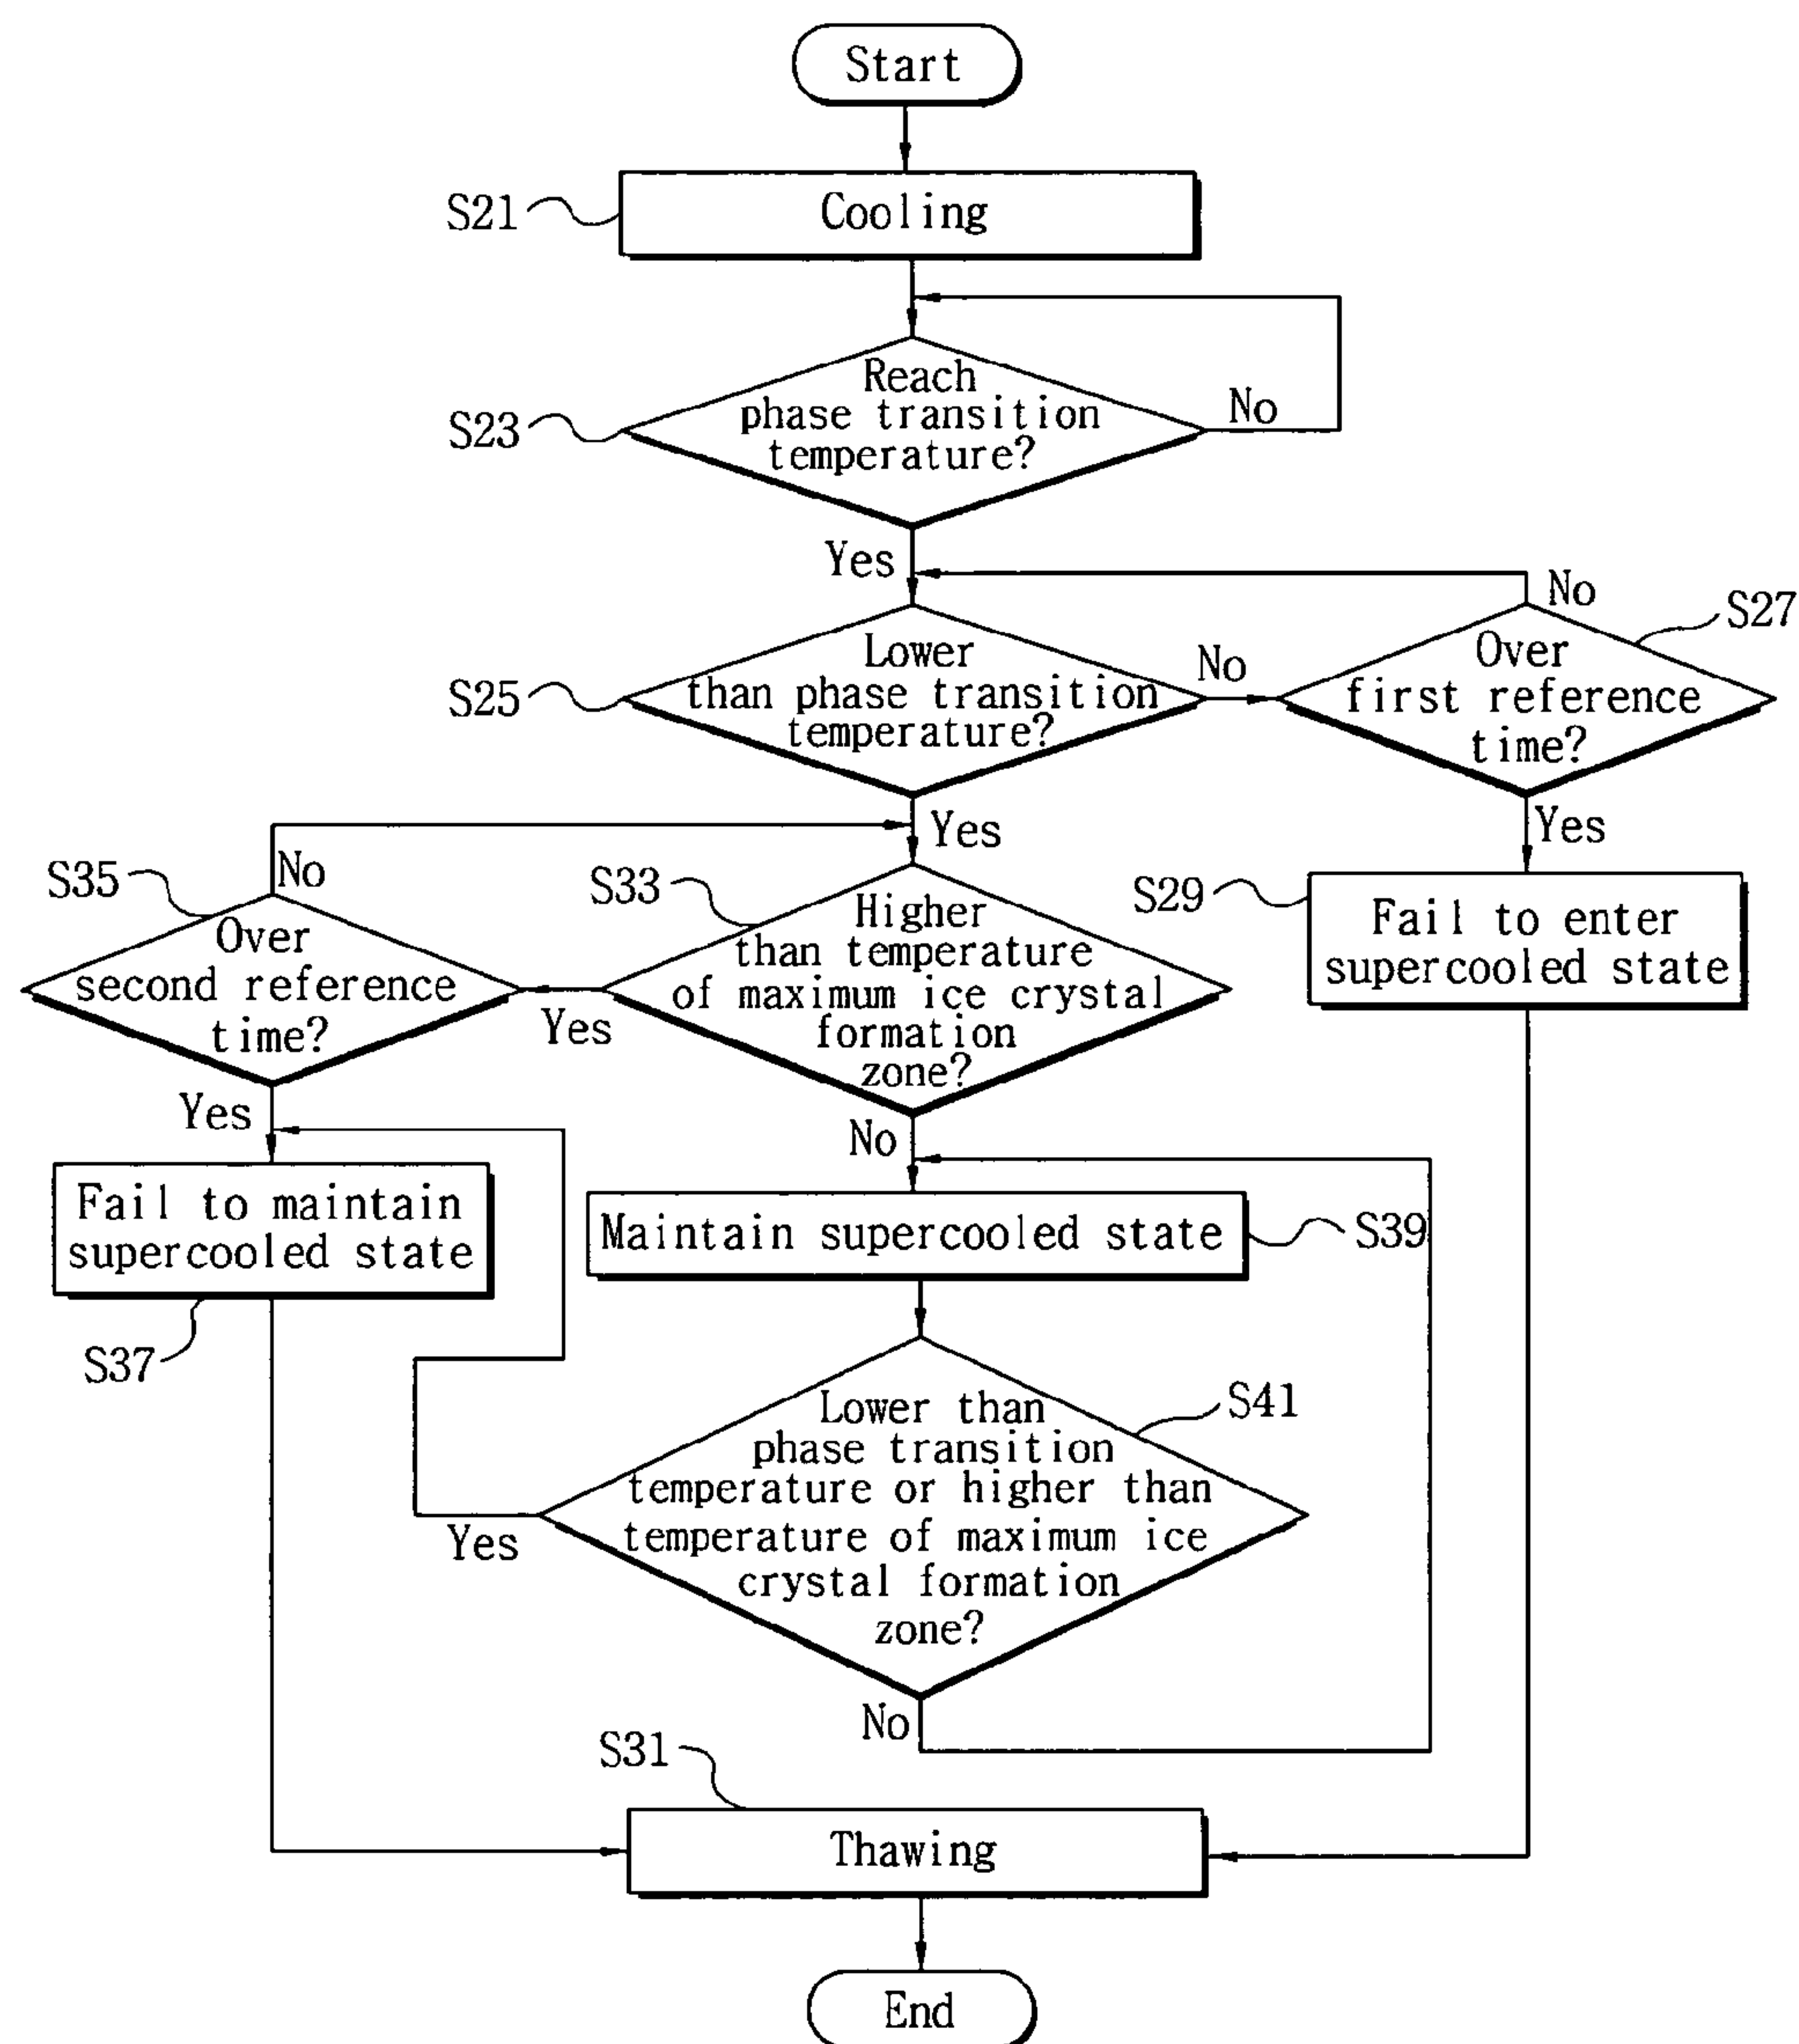 Start
S21
Cooling
S23
Reach
phase transition
temperature?
No
Yes
S25
Lower
than phase transition
temperature?
No
No
S27
Over
first reference
time?
Yes
Yes
S29
Fail to enter
supercooled state
S33
Higher
than temperature
of maximum ice crystal
formation
zone?
Yes
No
S35
No
Over
second reference
time?
Yes
Fail to maintain
supercooled state
S37
Maintain supercooled state
S39
S41
Lower than
phase transition
temperature or higher than
temperature of maximum ice
crystal formation
zone?
Yes
No
S31
Thawing
End